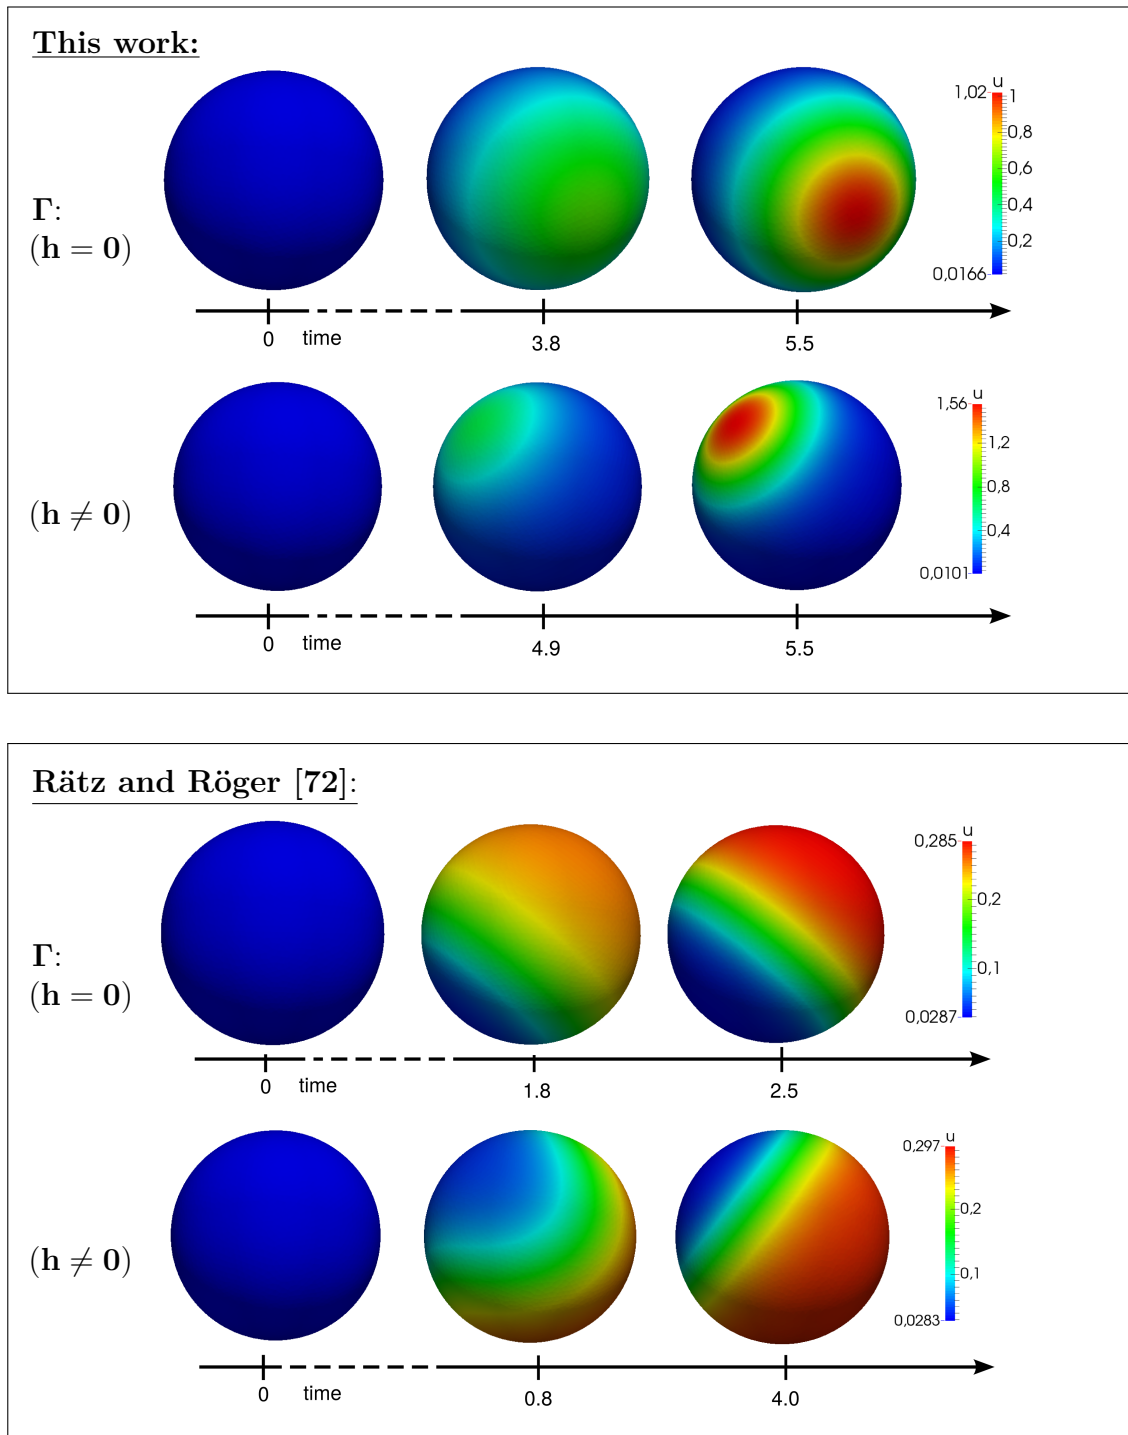 This work:
u
1,02
1
0,8
0,6
0,4
0,2
0,0166
Γ:
(h = 0)
0 time 3.8 5.5
u
1,56
1,2
0,8
0,4
0,0101
(h ≠ 0)
0 time 4.9 5.5
Rätz and Röger [72]:
u
0,285
0,2
0,1
0,0287
Γ:
(h = 0)
0 time 1.8 2.5
u
0,297
0,2
0,1
0,0283
(h ≠ 0)
0 time 0.8 4.0